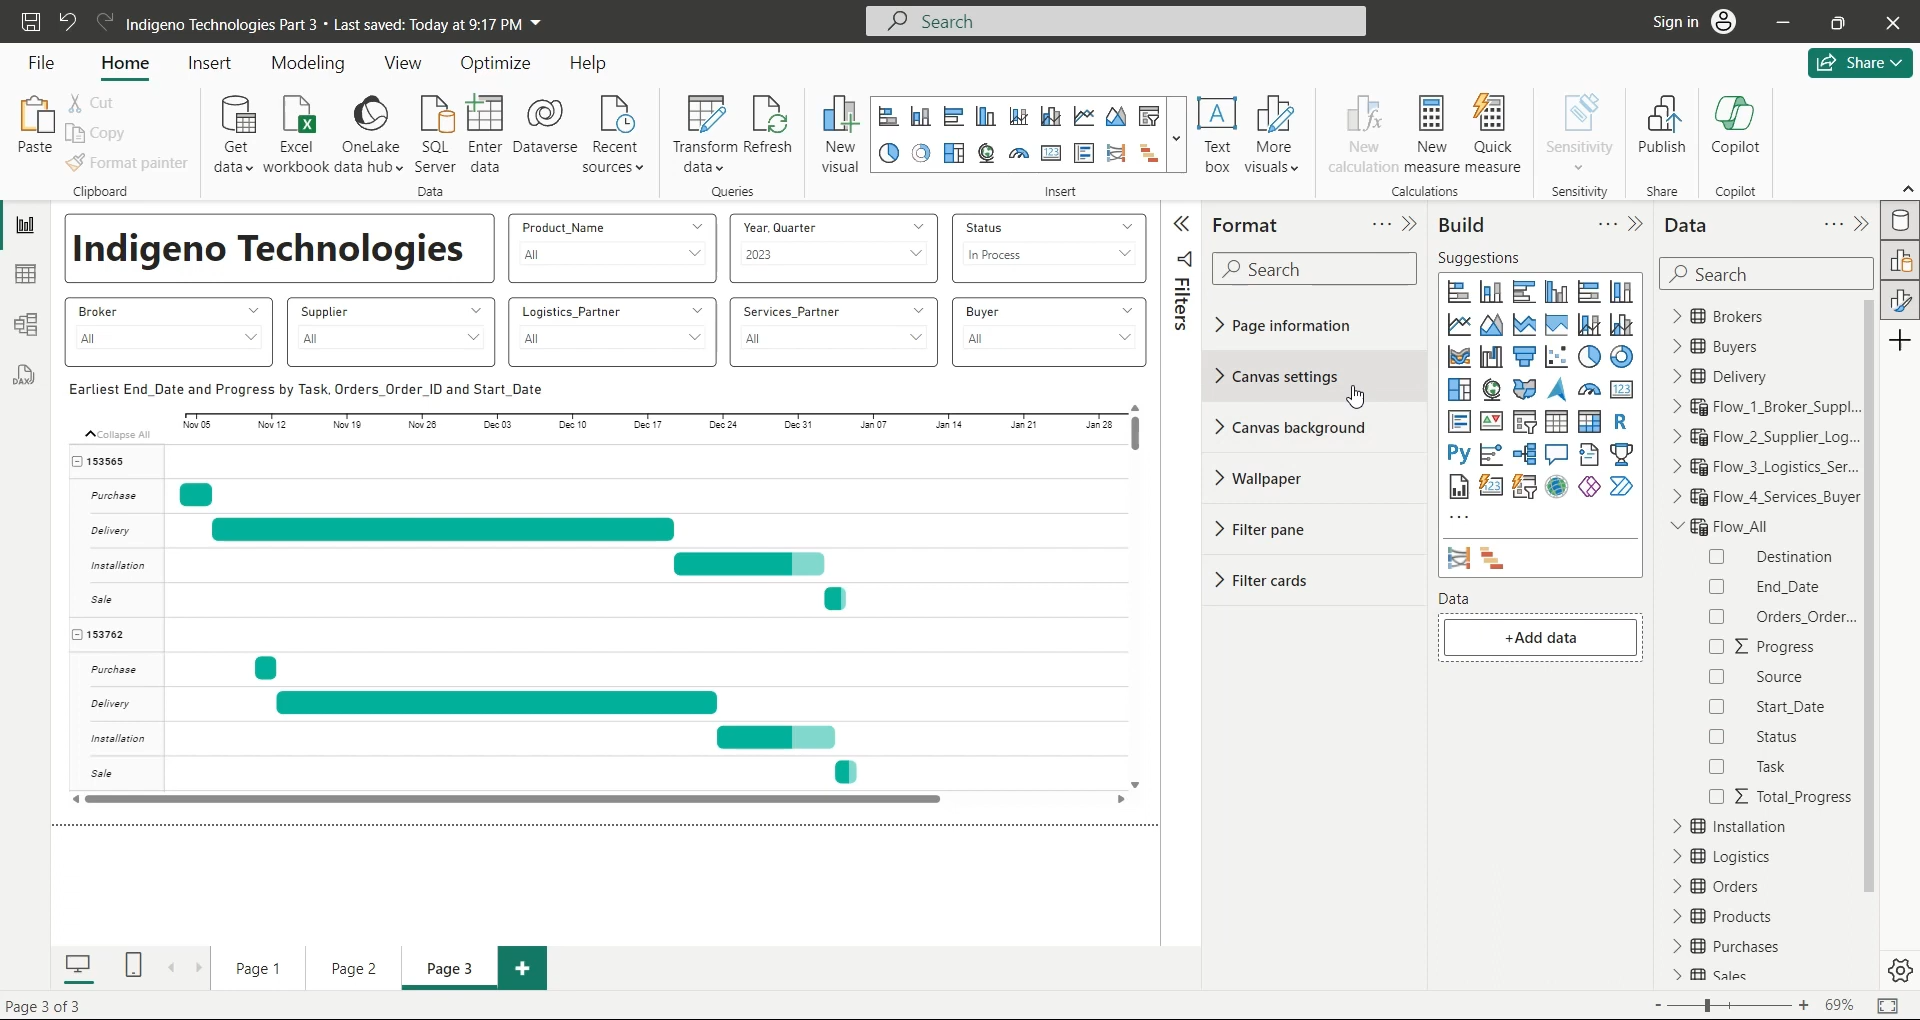 Indigeno Technologies Part 3 • Last saved: Today at 9:17 PM
Search
Sign in
File Home Insert Modeling View Optimize Help
Share
Paste
Cut
Copy
Format painter
Clipboard
Get data
Excel workbook
OneLake data hub
SQL Server
Enter data
Dataverse
Recent sources
Data
Transform data
Refresh
Queries
New visual
Text box
More visuals
Insert
New calculation
New measure
Quick measure
Calculations
Sensitivity
Sensitivity
Publish
Share
Copilot
Copilot
Indigeno Technologies
Product_Name
All
Year, Quarter
2023
Status
In Process
Broker
All
Supplier
All
Logistics_Partner
All
Services_Partner
All
Buyer
All
Earliest End_Date and Progress by Task, Orders_Order_ID and Start_Date
Nov 05 Nov 12 Nov 19 Nov 26 Dec 03 Dec 10 Dec 17 Dec 24 Dec 31 Jan 07 Jan 14 Jan 21 Jan 28
Collapse All
153565
Purchase
Delivery
Installation
Sale
153762
Purchase
Delivery
Installation
Sale
Filters
Format
Search
Page information
Canvas settings
Canvas background
Wallpaper
Filter pane
Filter cards
Build
Suggestions
123
R
Py
123
...
Data
+Add data
Data
Search
Brokers
Buyers
Delivery
Flow_1_Broker_Suppl...
Flow_2_Supplier_Log...
Flow_3_Logistics_Ser...
Flow_4_Services_Buyer
Flow_All
Destination
End_Date
Orders_Order...
∑ Progress
Source
Start_Date
Status
Task
∑ Total_Progress
Installation
Logistics
Orders
Products
Purchases
Sales
DAX
Page 1 Page 2 Page 3 +
Page 3 of 3
- + 69%